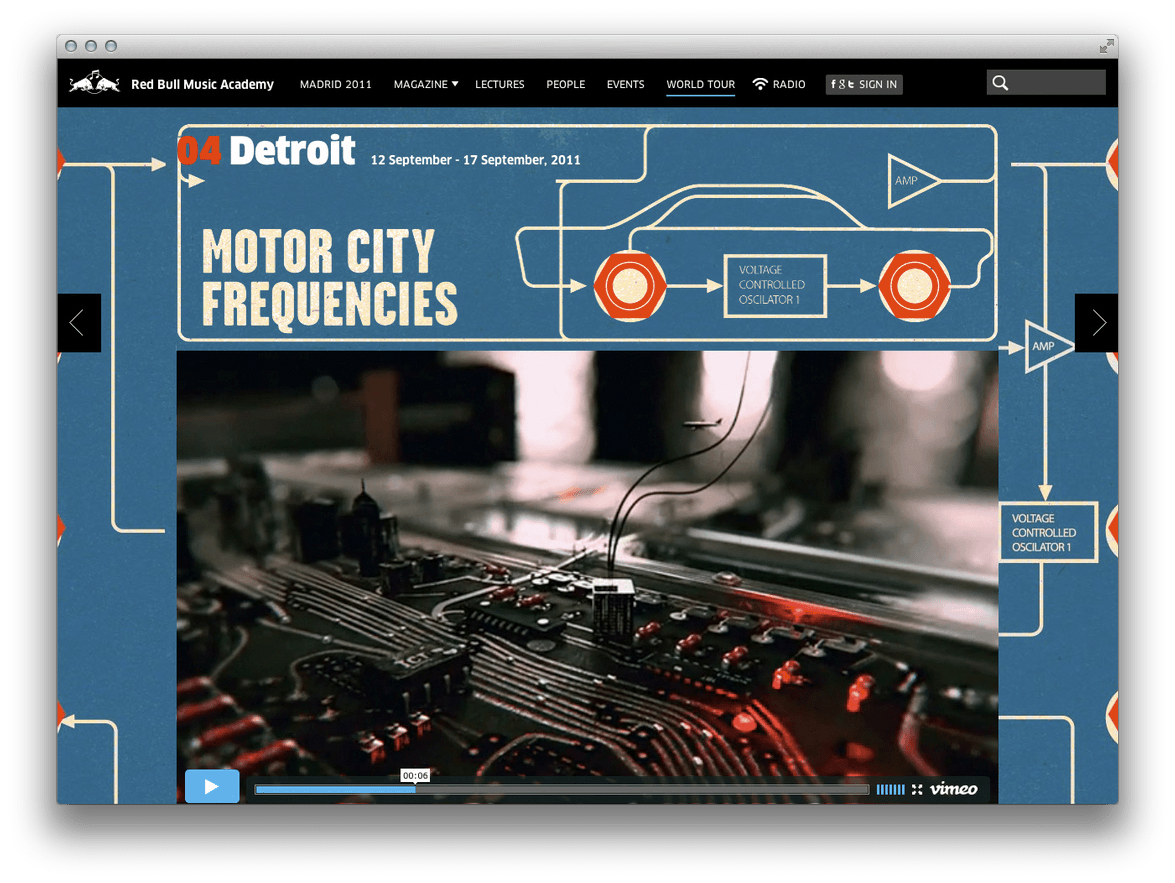 Red Bull Music Academy MADRID 2011 MAGAZINE LECTURES PEOPLE EVENTS WORLD TOUR RADIO f g t SIGN IN
04 Detroit 12 September - 17 September, 2011
AMP
MOTOR CITY
FREQUENCIES
VOLTAGE
CONTROLLED
OSCILATOR 1
AMP
VOLTAGE
CONTROLLED
OSCILATOR 1
00:06
vimeo